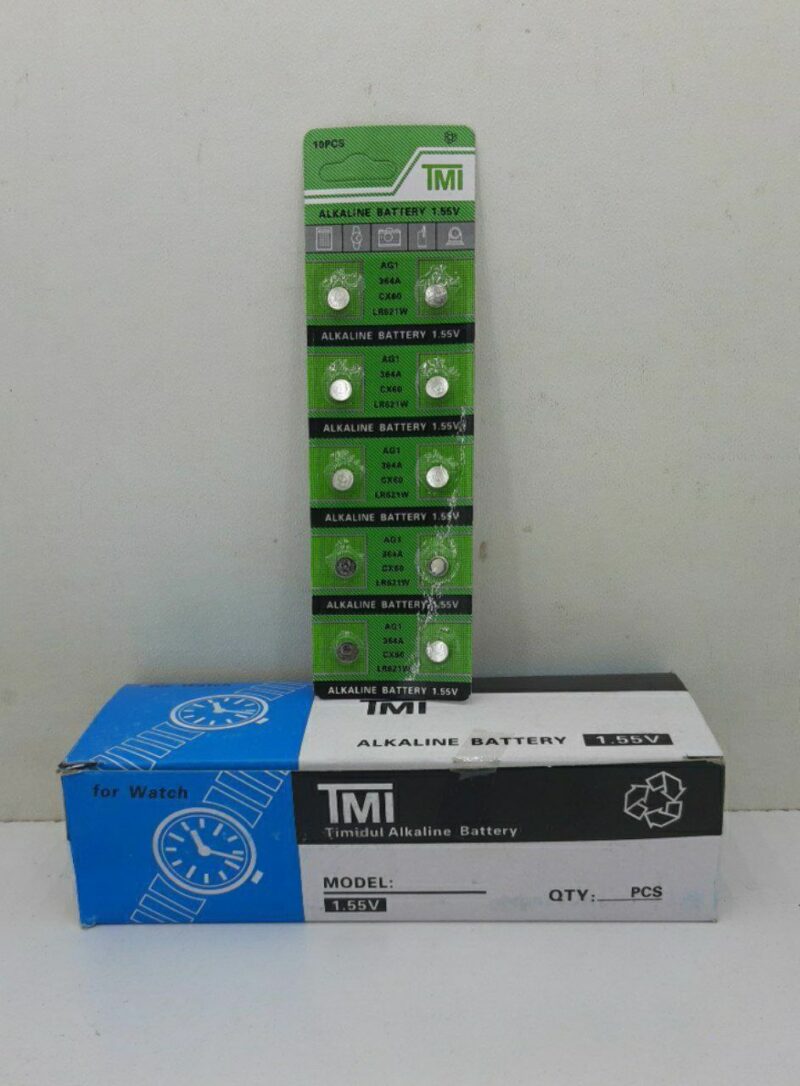 10PCS
TMI
ALKALINE BATTERY 1.55V
AG1
364A
CX60
LR621W
ALKALINE BATTERY 1.55V
AG1
364A
CX60
LR621W
ALKALINE BATTERY 1.55V
AG1
364A
CX60
LR621W
ALKALINE BATTERY 1.55V
AG1
364A
CX60
LR621W
ALKALINE BATTERY 1.55V
AG1
364A
CX60
LR621W
ALKALINE BATTERY 1.55V
TMI
ALKALINE BATTERY 1.55V
for Watch
TMI
Timidul Alkaline Battery
MODEL:
1.55V
QTY: PCS